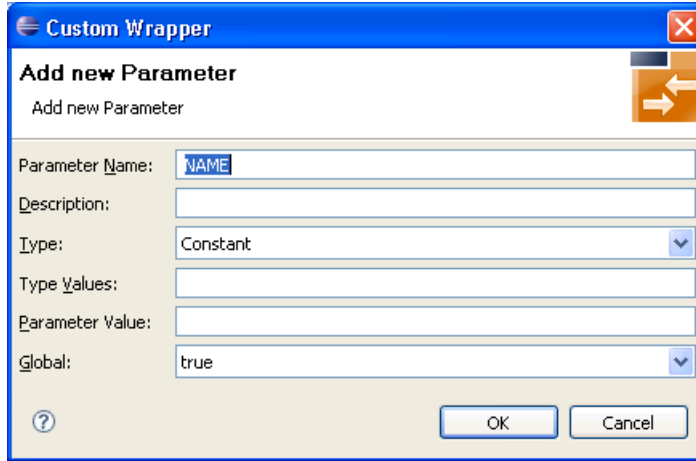 Custom Wrapper
Add new Parameter
Add new Parameter
Parameter Name: NAME
Description:
Type: Constant
Type Values:
Parameter Value:
Global: true
? OK Cancel